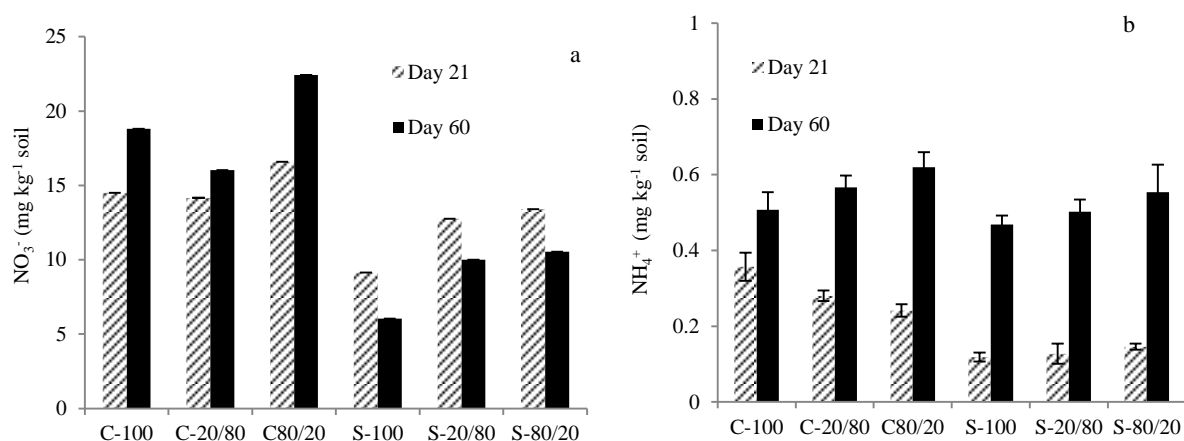 a
NO₃⁻ (mg kg⁻¹ soil)
25
20
15
10
5
0
Day 21
Day 60
C-100 C-20/80 C80/20 S-100 S-20/80 S-80/20
b
NH₄⁺ (mg kg⁻¹ soil)
1
0.8
0.6
0.4
0.2
0
Day 21
Day 60
C-100 C-20/80 C80/20 S-100 S-20/80 S-80/20